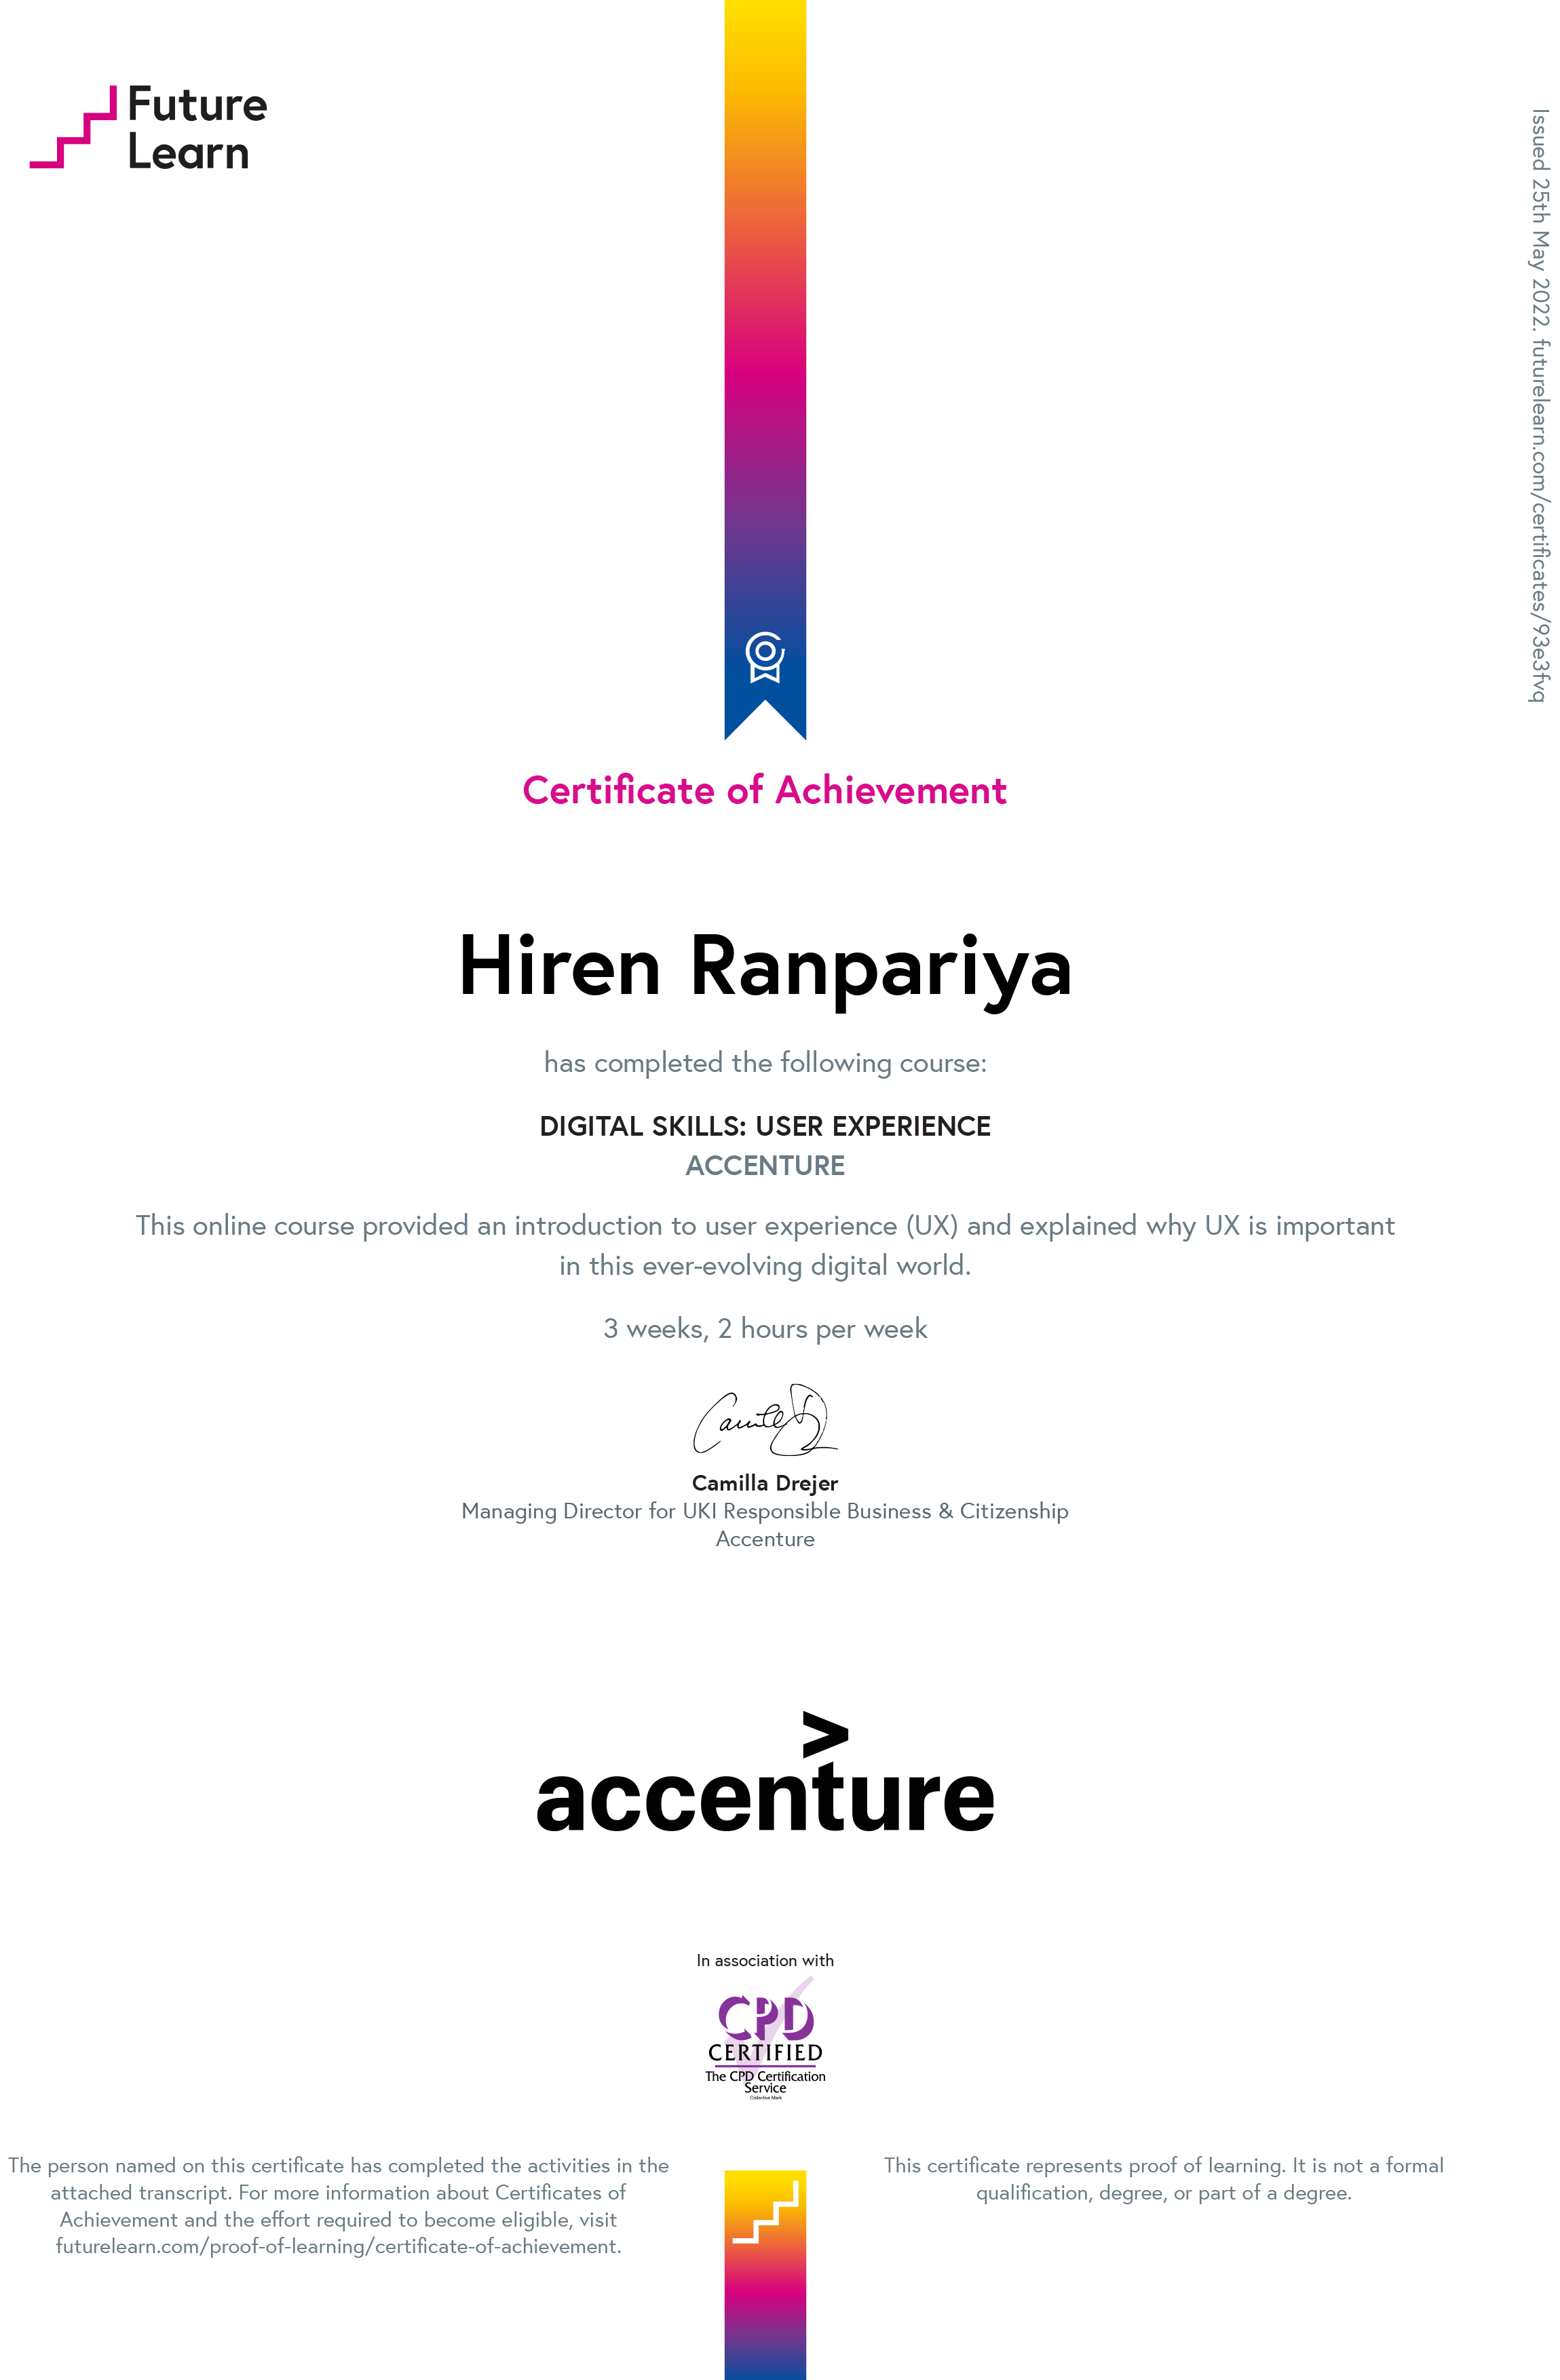 Future
Learn
Issued 25th May 2022. futurelearn.com/certificates/93e3fvq
Certificate of Achievement
Hiren Ranpariya
has completed the following course:
DIGITAL SKILLS: USER EXPERIENCE
ACCENTURE
This online course provided an introduction to user experience (UX) and explained why UX is important
in this ever-evolving digital world.
3 weeks, 2 hours per week
Camilla Drejer
Managing Director for UKI Responsible Business & Citizenship
Accenture
accenture
In association with
CPD
CERTIFIED
The CPD Certification
Service
Collective Mark
The person named on this certificate has completed the activities in the
attached transcript. For more information about Certificates of
Achievement and the effort required to become eligible, visit
futurelearn.com/proof-of-learning/certificate-of-achievement.
This certificate represents proof of learning. It is not a formal
qualification, degree, or part of a degree.